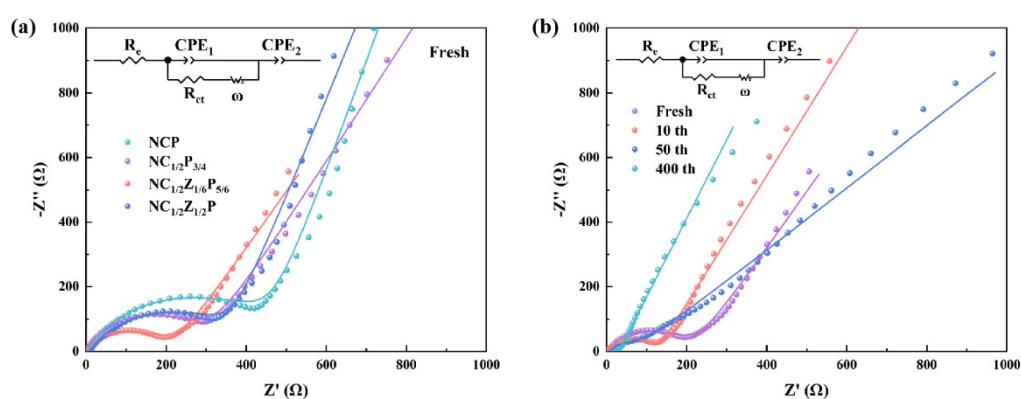 (a)
Fresh
Rₑ
CPE₁
CPE₂
R_ct
ω
NCP
NC₁/₂P₃/₄
NC₁/₂Z₁/₆P₅/₆
NC₁/₂Z₁/₂P
-Z'' (Ω)
1000
800
600
400
200
0
0 200 400 600 800 1000
Z' (Ω)
(b)
Rₑ
CPE₁
CPE₂
R_ct
ω
Fresh
10 th
50 th
400 th
-Z'' (Ω)
1000
800
600
400
200
0
0 200 400 600 800 1000
Z' (Ω)